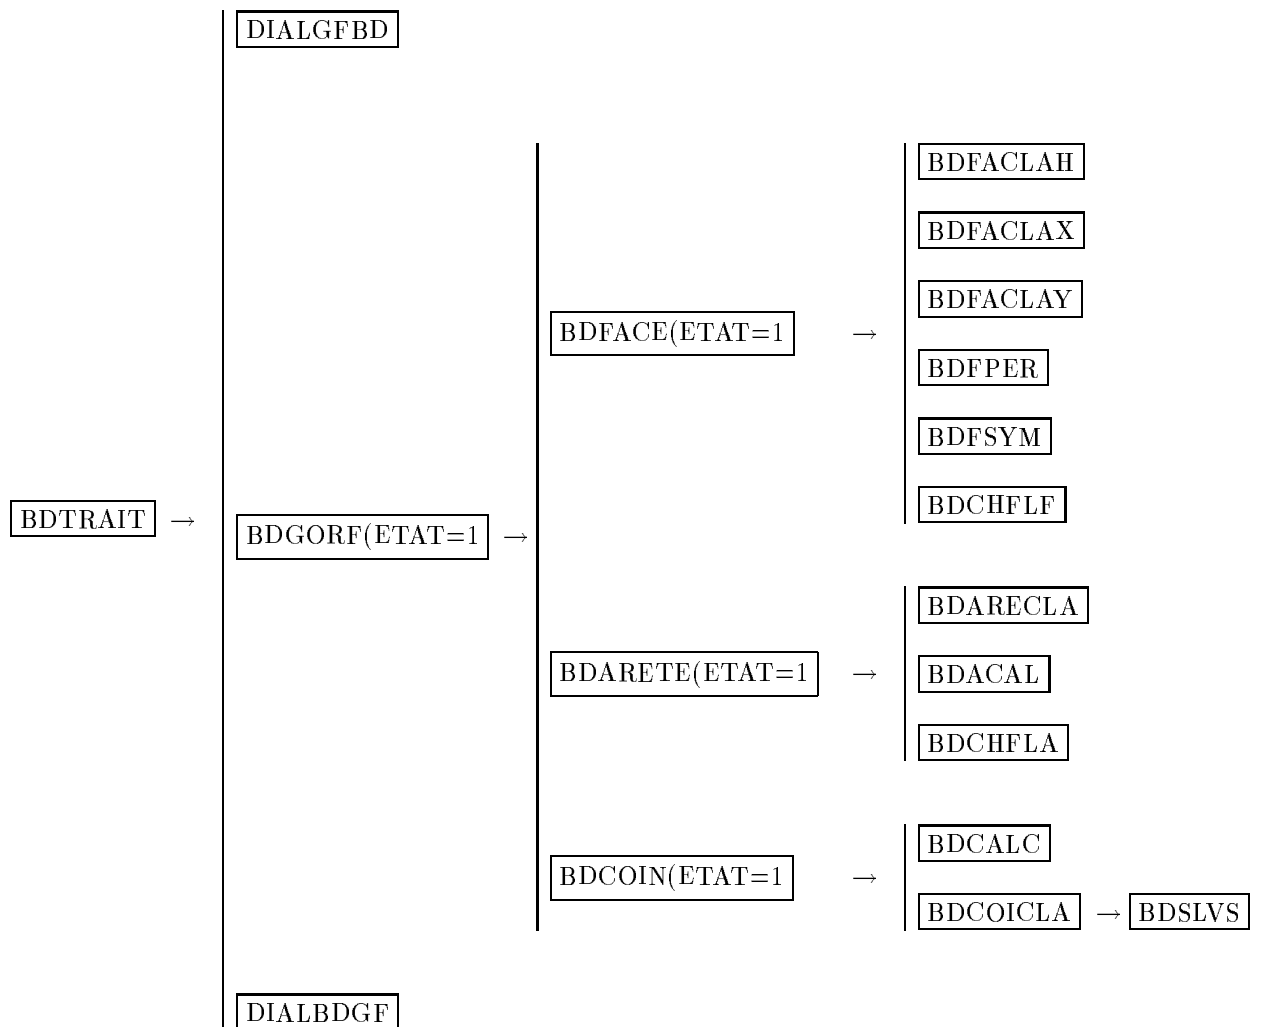 DIALGFBD
BDFACLAH
BDFACLAX
BDFACLAY
BDFACE(ETAT=1 →
BDFPER
BDFSYM
BDCHFLF
BDTRAIT →
BDGORF(ETAT=1 →
BDARECLA
BDARETE(ETAT=1 →
BDACAL
BDCHFLA
BDCALC
BDCOIN(ETAT=1 →
BDCOICLA → BDSLVS
DIALBDGF